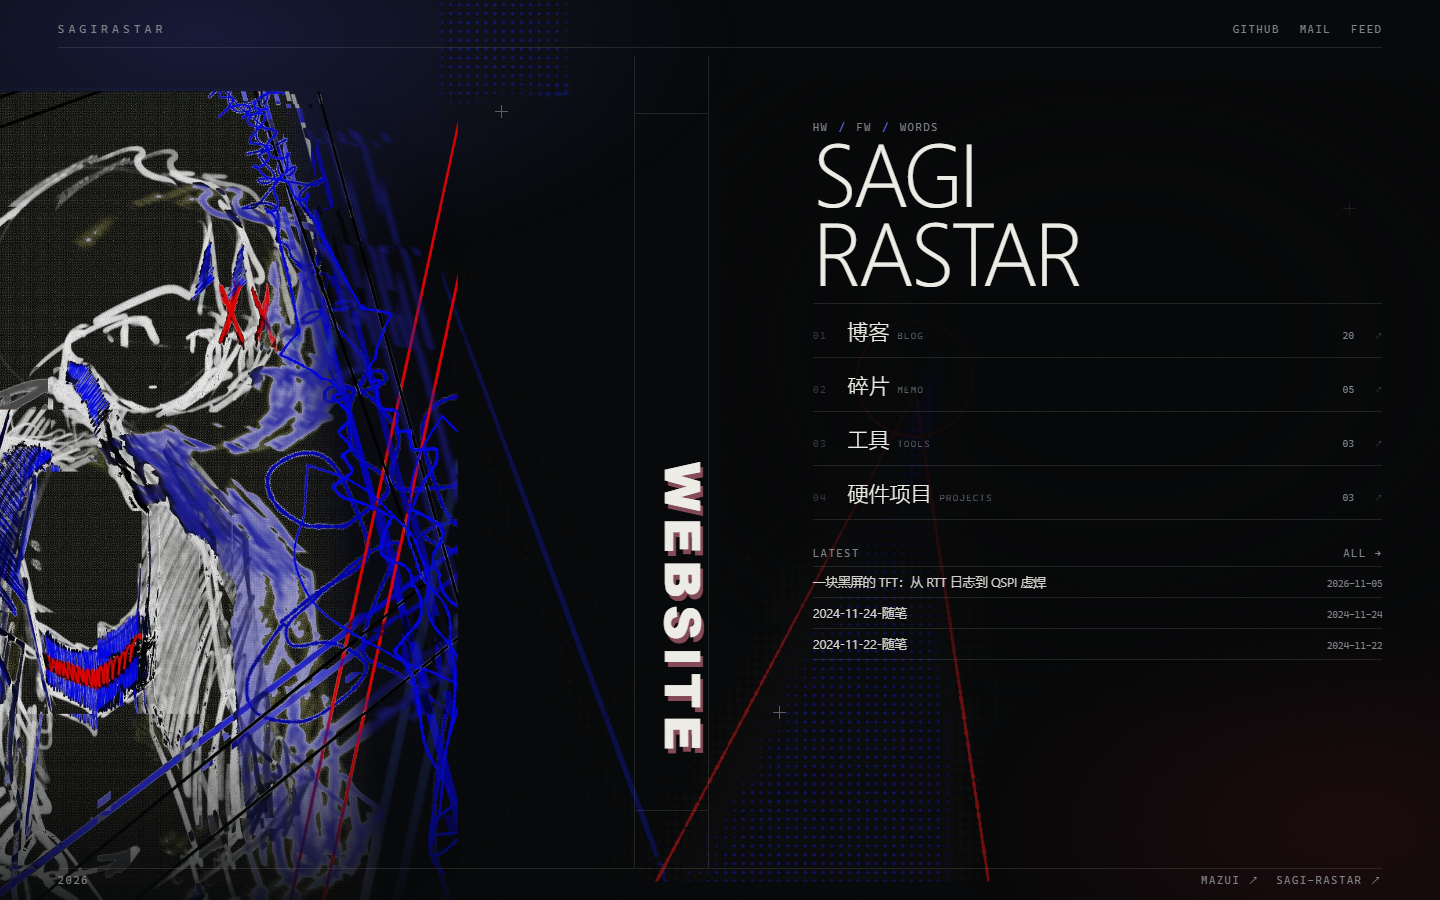 SAGIRASTAR
GITHUB MAIL FEED
HW / FW / WORDS
SAGI
RASTAR
WEBSITE
01 博客 BLOG 20 ↗
02 碎片 MEMO 05 ↗
03 工具 TOOLS 03 ↗
04 硬件项目 PROJECTS 03 ↗
LATEST ALL →
一块黑屏的 TFT：从 RTT 日志到 QSPI 虚焊 2026-11-05
2024-11-24-随笔 2024-11-24
2024-11-22-随笔 2024-11-22
2026
MAZUI ↗ SAGI-RASTAR ↗